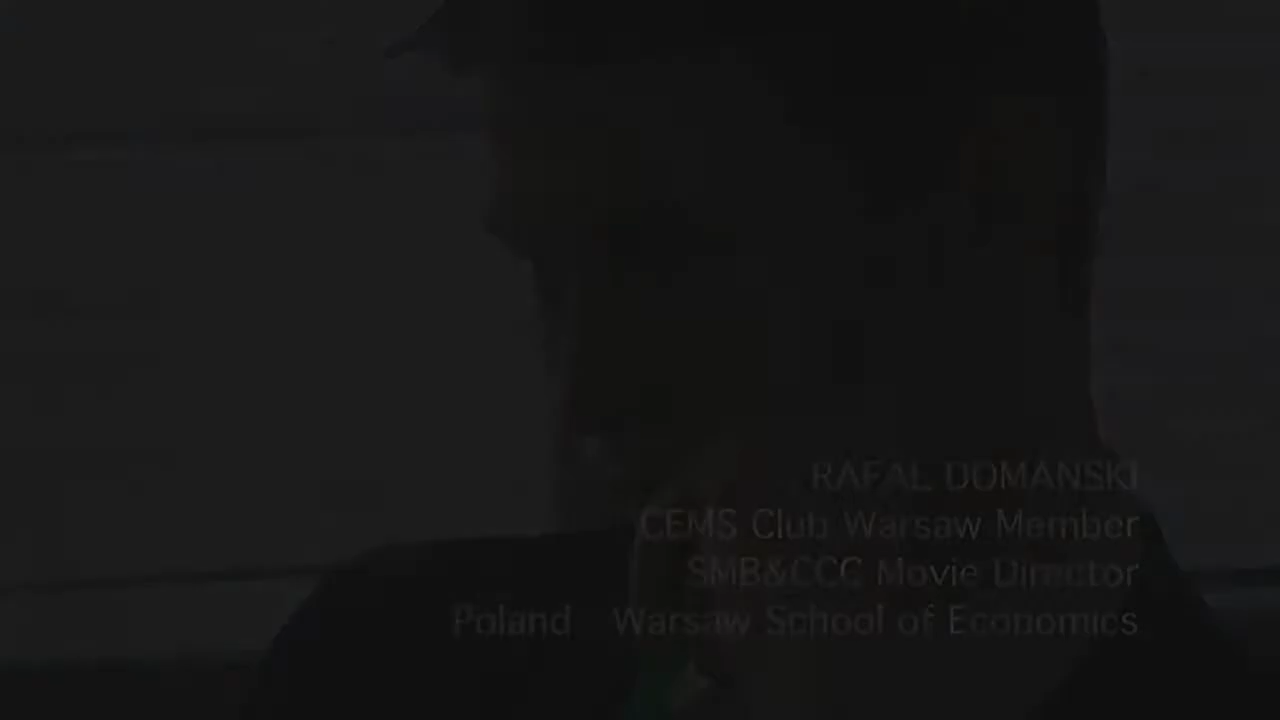 RAFAL DOMANSKI
CEMS Club Warsaw Member
SMB&CCC Movie Director
Poland Warsaw School of Economics